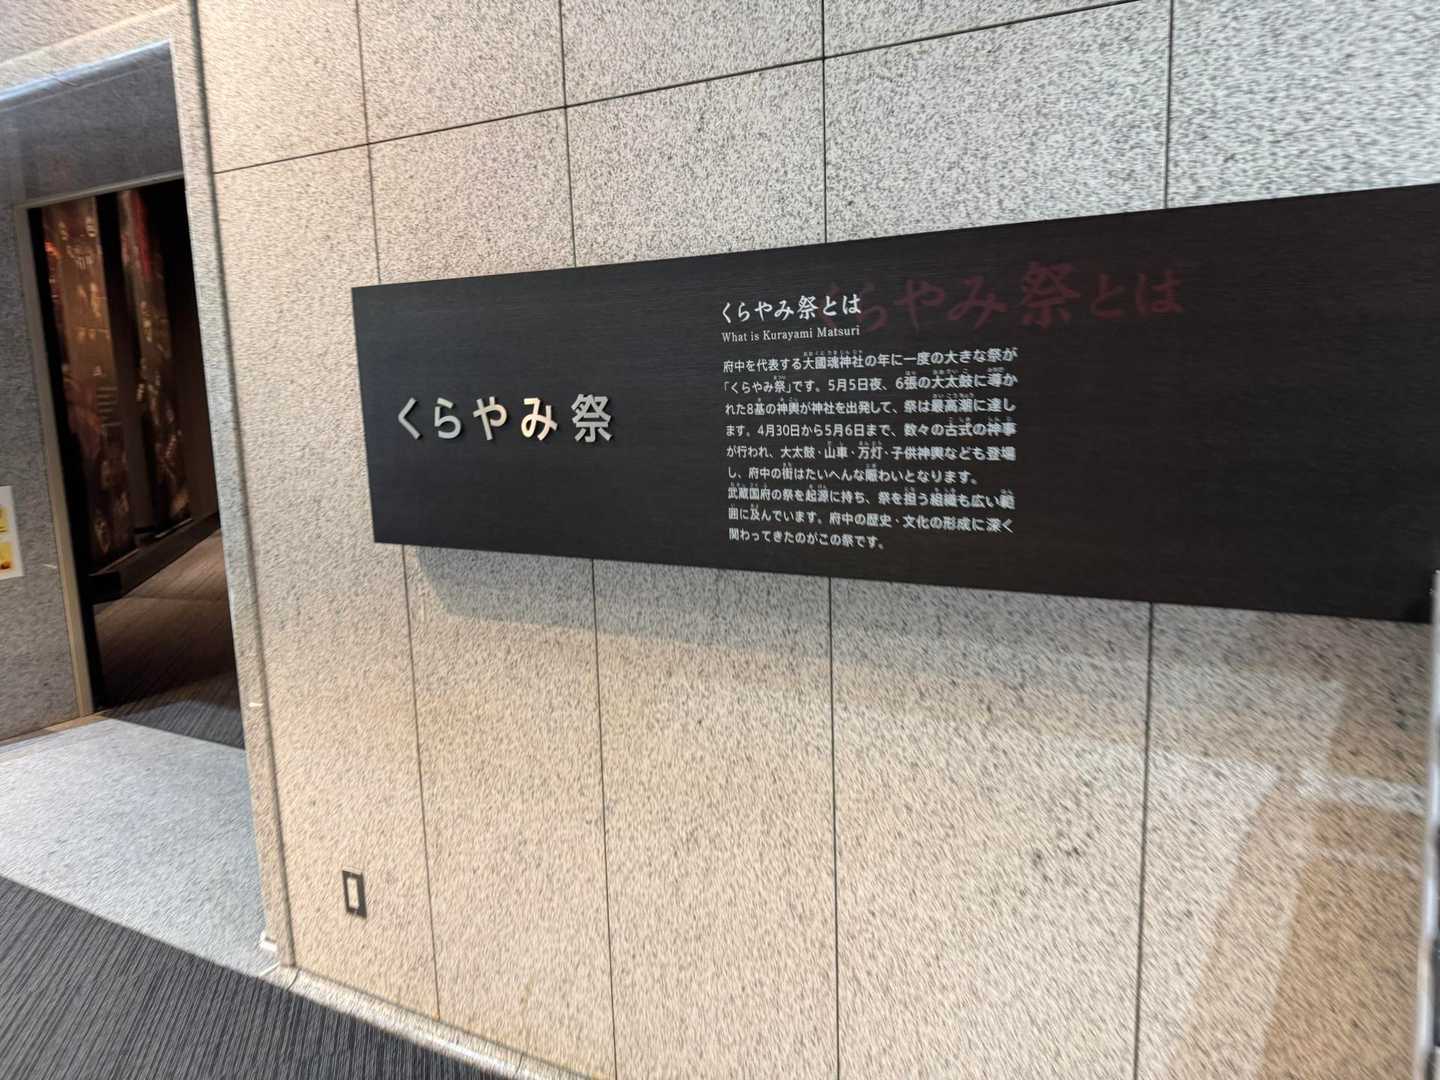 くらやみ祭
くらやみ祭とは
くらやみ祭とは
What is Kurayami Matsuri
府中を代表する大國魂神社の年に一度の大きな祭が
「くらやみ祭」です。5月5日夜、6張の大太鼓に導か
れた8基の神輿が神社を出発して、祭は最高潮に達し
ます。4月30日から5月6日まで、数々の古式の神事
が行われ、大太鼓・山車・万灯・子供神輿なども登場
し、府中の街はたいへんな賑わいとなります。
武蔵国府の祭を起源に持ち、祭を担う組織も広い範
囲に及んでいます。府中の歴史・文化の形成に深く
関わってきたのがこの祭です。